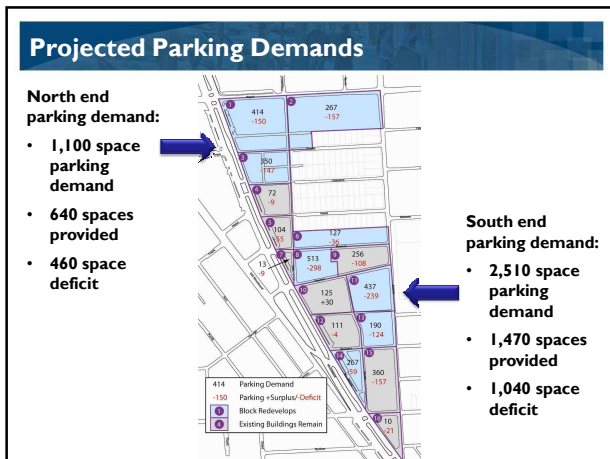 Projected Parking Demands
North end
parking demand:
• 1,100 space
parking
demand
• 640 spaces
provided
• 460 space
deficit
1
414
-150
2
267
-157
3
350
-147
4
72
-9
5
104
-55
6
127
-36
7
13
-9
8
513
-298
9
256
-108
10
125
+30
11
437
-239
12
111
-4
13
190
-124
14
267
-59
15
360
-157
16
10
-21
414 Parking Demand
-150 Parking +Surplus/-Deficit
1 Block Redevelops
4 Existing Buildings Remain
South end
parking demand:
• 2,510 space
parking
demand
• 1,470 spaces
provided
• 1,040 space
deficit